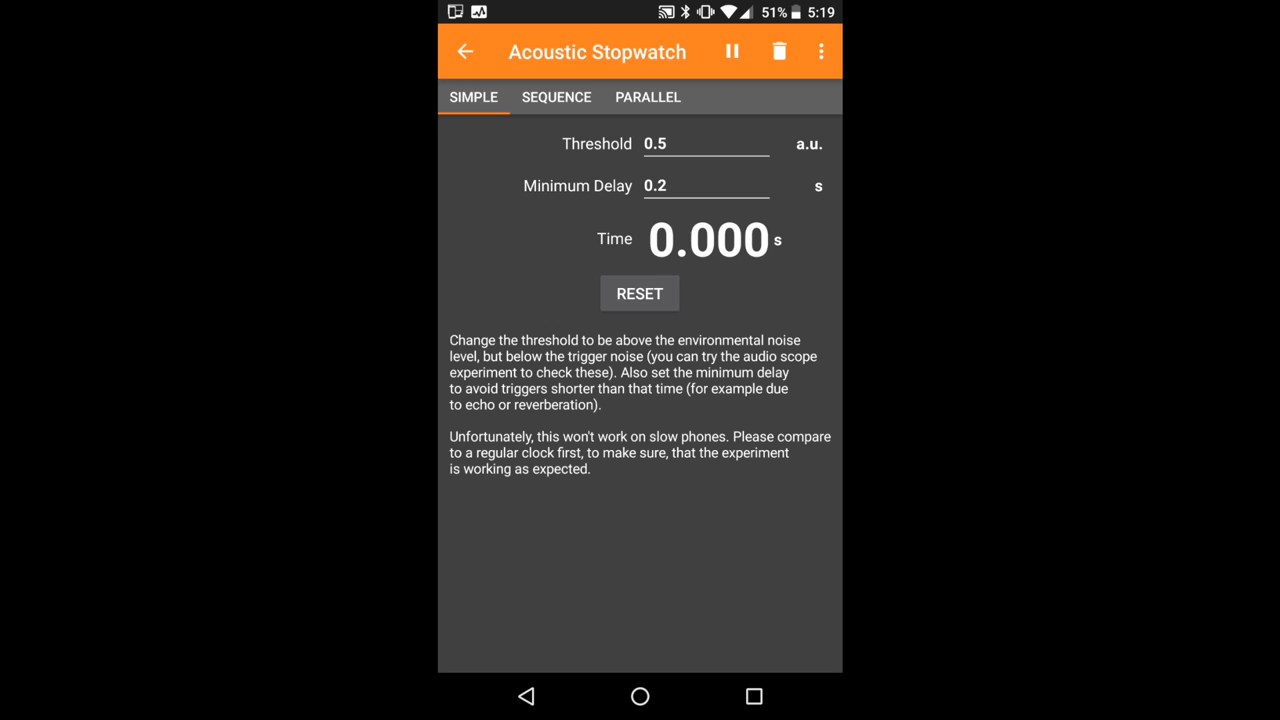 51% 5:19
Acoustic Stopwatch
SIMPLE SEQUENCE PARALLEL
Threshold 0.5 a.u.
Minimum Delay 0.2 s
Time 0.000 s
RESET
Change the threshold to be above the environmental noise
level, but below the trigger noise (you can try the audio scope
experiment to check these). Also set the minimum delay
to avoid triggers shorter than that time (for example due
to echo or reverberation).
Unfortunately, this won't work on slow phones. Please compare
to a regular clock first, to make sure, that the experiment
is working as expected.